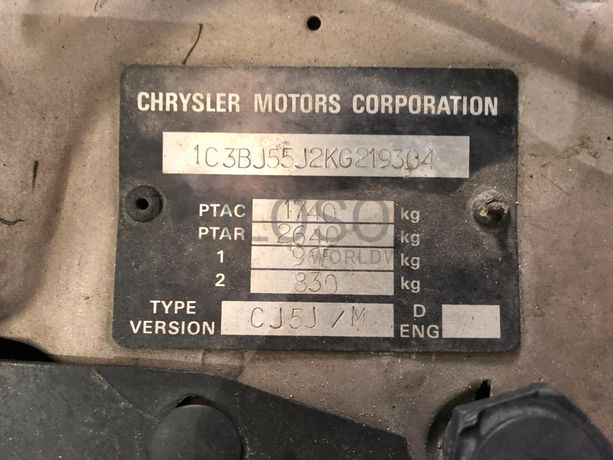 CHRYSLER MOTORS CORPORATION
1C3BJ55J2KG219304
PTAC 1740 kg
PTAR 2640 kg
1 kg
2 830 kg
TYPE VERSION CJ5J/M D ENG